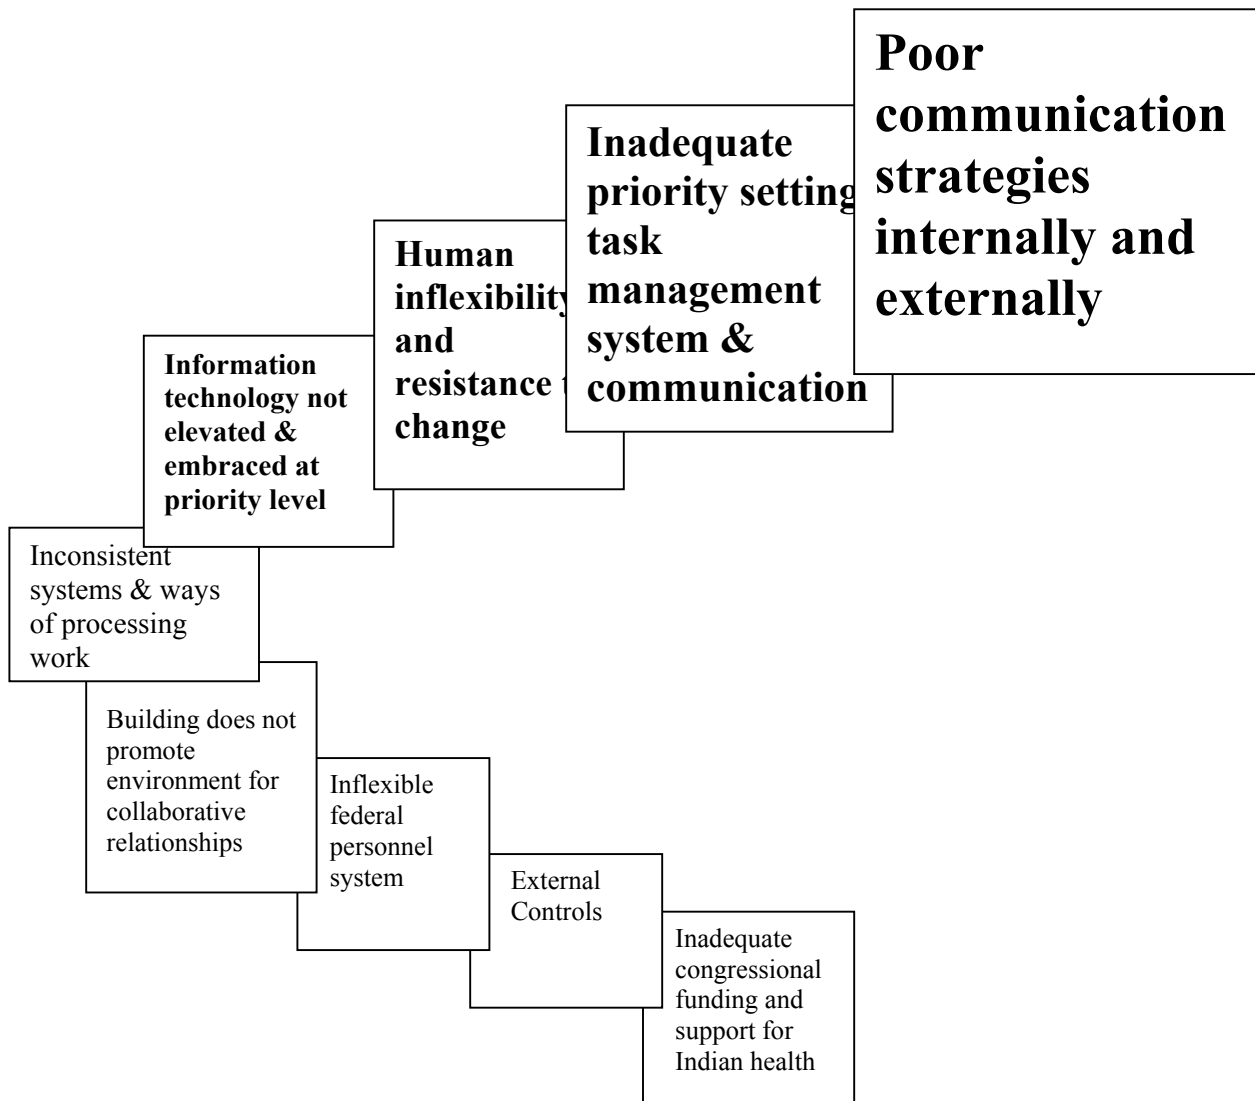 Poor
communication
strategies
internally and
externally
Inadequate
priority setting
task
management
system &
communication
Human
inflexibility
and
resistance t
change
Information
technology not
elevated &
embraced at
priority level
Inconsistent
systems & ways
of processing
work
Building does not
promote
environment for
collaborative
relationships
Inflexible
federal
personnel
system
External
Controls
Inadequate
congressional
funding and
support for
Indian health